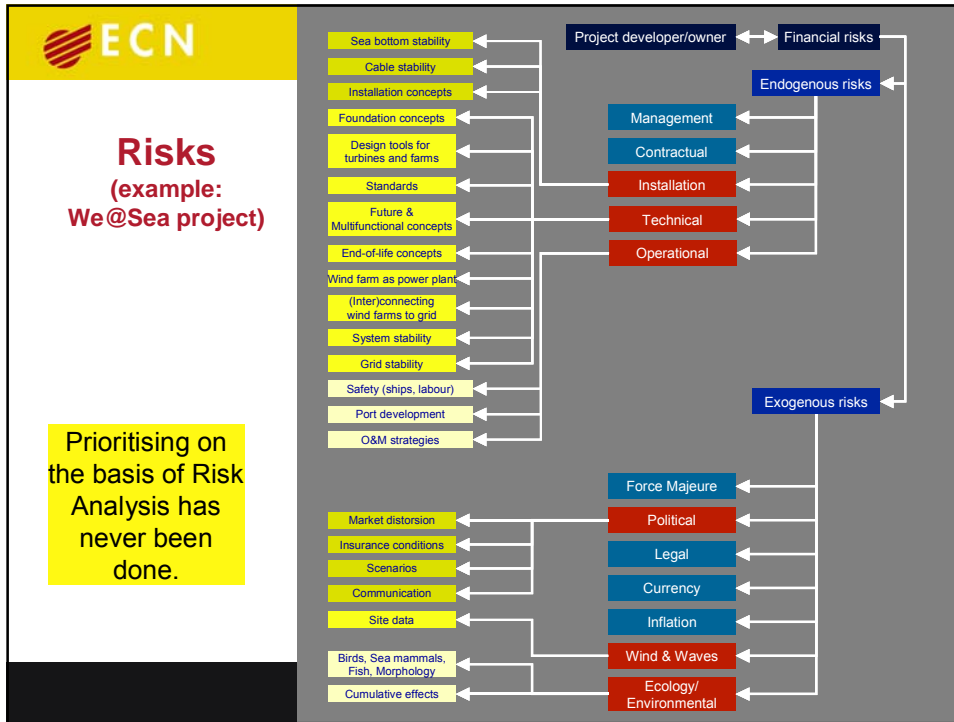 ECN
Risks
(example:
We@Sea project)
Prioritising on
the basis of Risk
Analysis has
never been
done.
Sea bottom stability
Cable stability
Installation concepts
Foundation concepts
Design tools for
turbines and farms
Standards
Future &
Multifunctional concepts
End-of-life concepts
Wind farm as power plant
(Inter)connecting
wind farms to grid
System stability
Grid stability
Safety (ships, labour)
Port development
O&M strategies
Market distorsion
Insurance conditions
Scenarios
Communication
Site data
Birds, Sea mammals,
Fish, Morphology
Cumulative effects
Project developer/owner
Financial risks
Endogenous risks
Management
Contractual
Installation
Technical
Operational
Exogenous risks
Force Majeure
Political
Legal
Currency
Inflation
Wind & Waves
Ecology/
Environmental